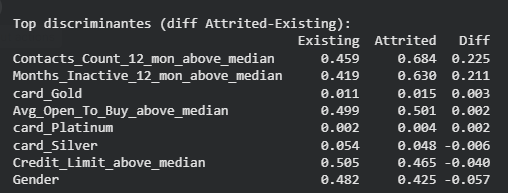 Top discriminantes (diff Attrited-Existing):
Existing Attrited Diff
Contacts_Count_12_mon_above_median 0.459 0.684 0.225
Months_Inactive_12_mon_above_median 0.419 0.630 0.211
card_Gold 0.011 0.015 0.003
Avg_Open_To_Buy_above_median 0.499 0.501 0.002
card_Platinum 0.002 0.004 0.002
card_Silver 0.054 0.048 -0.006
Credit_Limit_above_median 0.505 0.465 -0.040
Gender 0.482 0.425 -0.057